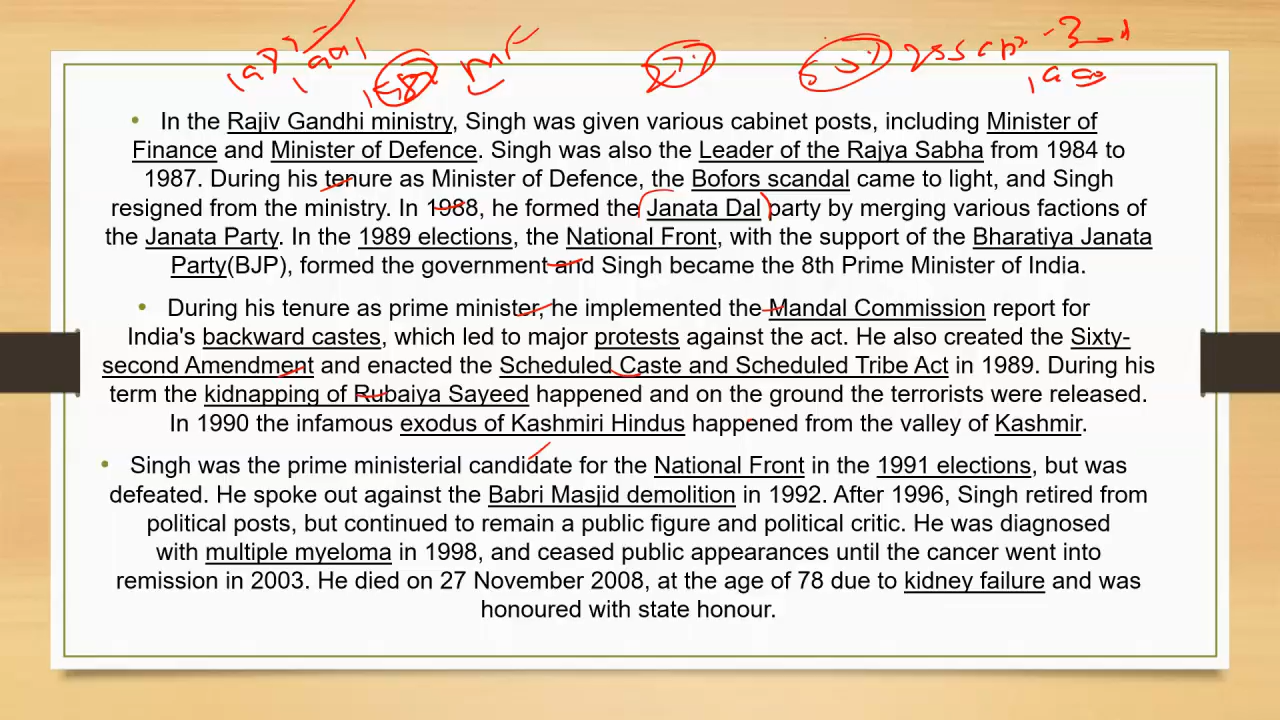 27%
50%
1990
• In the Rajiv Gandhi ministry, Singh was given various cabinet posts, including Minister of
Finance and Minister of Defence. Singh was also the Leader of the Rajya Sabha from 1984 to
1987. During his tenure as Minister of Defence, the Bofors scandal came to light, and Singh
resigned from the ministry. In 1988, he formed the Janata Dal party by merging various factions of
the Janata Party. In the 1989 elections, the National Front, with the support of the Bharatiya Janata
Party(BJP), formed the government and Singh became the 8th Prime Minister of India.
• During his tenure as prime minister, he implemented the Mandal Commission report for
India's backward castes, which led to major protests against the act. He also created the Sixty-
second Amendment and enacted the Scheduled Caste and Scheduled Tribe Act in 1989. During his
term the kidnapping of Rubaiya Sayeed happened and on the ground the terrorists were released.
In 1990 the infamous exodus of Kashmiri Hindus happened from the valley of Kashmir.
• Singh was the prime ministerial candidate for the National Front in the 1991 elections, but was
defeated. He spoke out against the Babri Masjid demolition in 1992. After 1996, Singh retired from
political posts, but continued to remain a public figure and political critic. He was diagnosed
with multiple myeloma in 1998, and ceased public appearances until the cancer went into
remission in 2003. He died on 27 November 2008, at the age of 78 due to kidney failure and was
honoured with state honour.